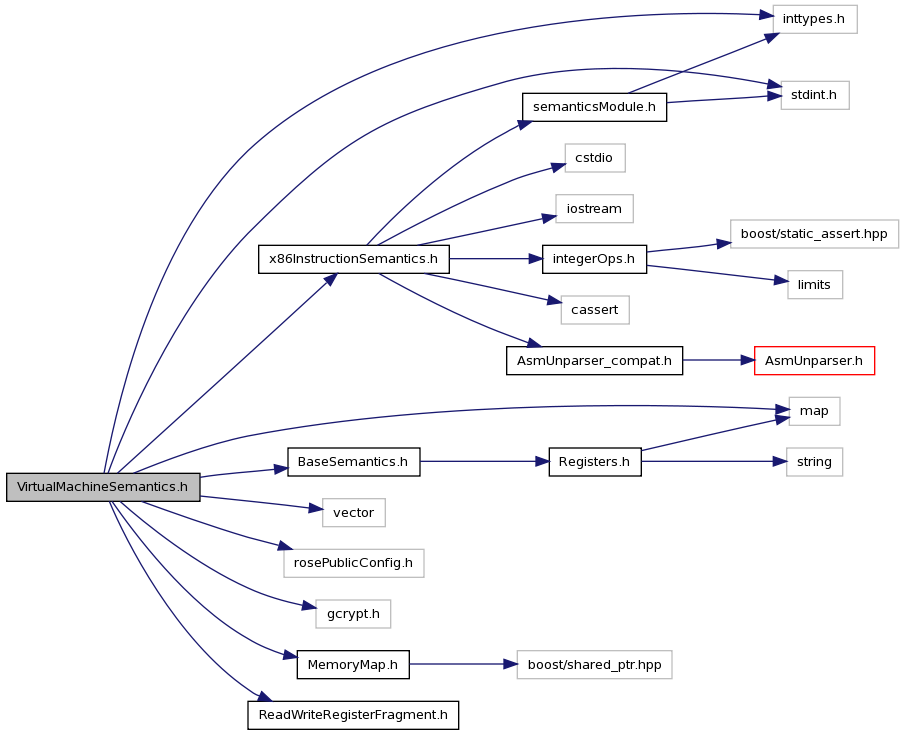 inttypes.h
stdint.h
semanticsModule.h
cstdio
iostream
boost/static_assert.hpp
x86InstructionSemantics.h
integerOps.h
limits
cassert
AsmUnparser_compat.h
AsmUnparser.h
map
BaseSemantics.h
Registers.h
string
VirtualMachineSemantics.h
vector
rosePublicConfig.h
gcrypt.h
MemoryMap.h
boost/shared_ptr.hpp
ReadWriteRegisterFragment.h